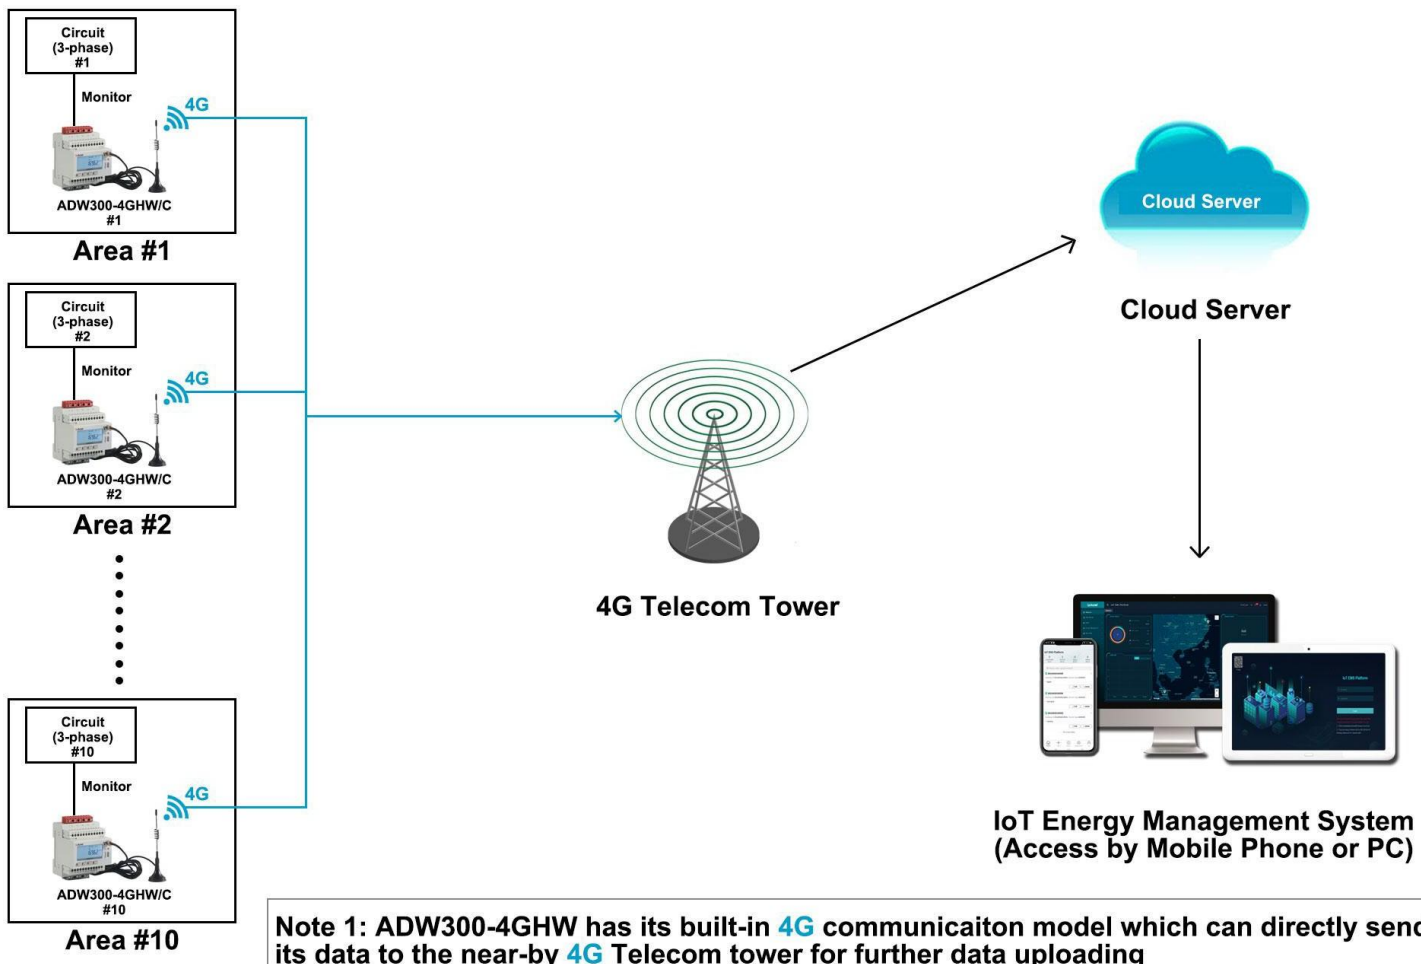 Circuit
(3-phase)
#1
Monitor
4G
ADW300-4GHW/C
#1
Area #1
Circuit
(3-phase)
#2
Monitor
4G
ADW300-4GHW/C
#2
Area #2
Circuit
(3-phase)
#10
Monitor
4G
ADW300-4GHW/C
#10
Area #10
4G Telecom Tower
Cloud Server
Cloud Server
IoT EMS Platform
IoT Energy Management System
(Access by Mobile Phone or PC)
Note 1: ADW300-4GHW has its built-in 4G communicaiton model which can directly send
its data to the near-by 4G Telecom tower for further data uploading